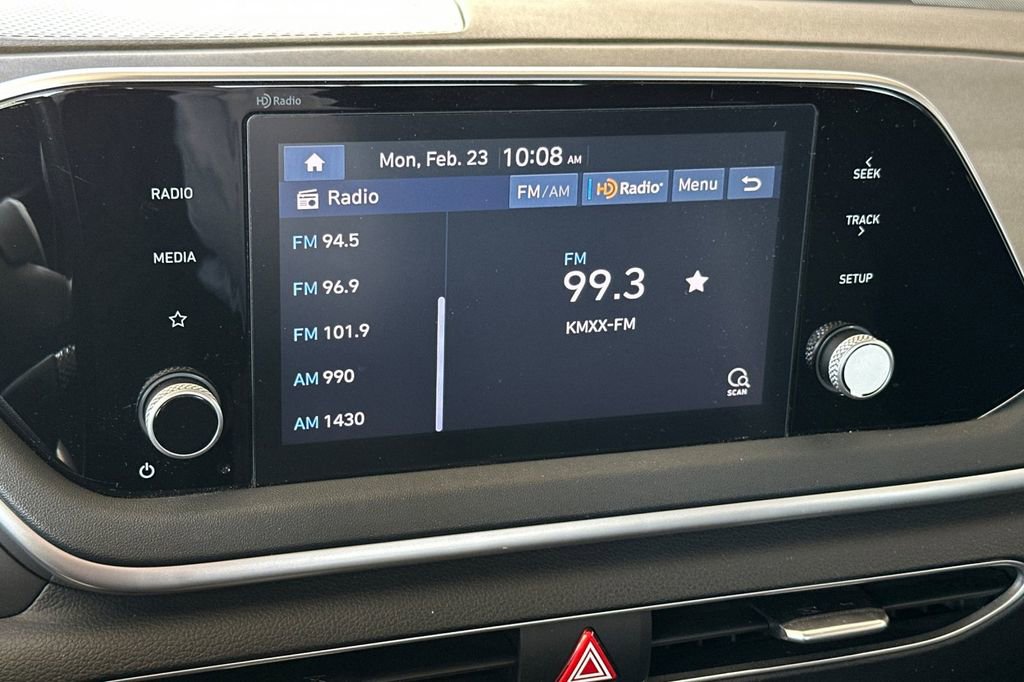 HD Radio
RADIO
MEDIA
Mon, Feb. 23 10:08 AM
Radio
FM/AM HD Radio Menu
FM 94.5
FM 96.9
FM 101.9
AM 990
AM 1430
FM
99.3
KMXX-FM
SCAN
SEEK
TRACK
SETUP